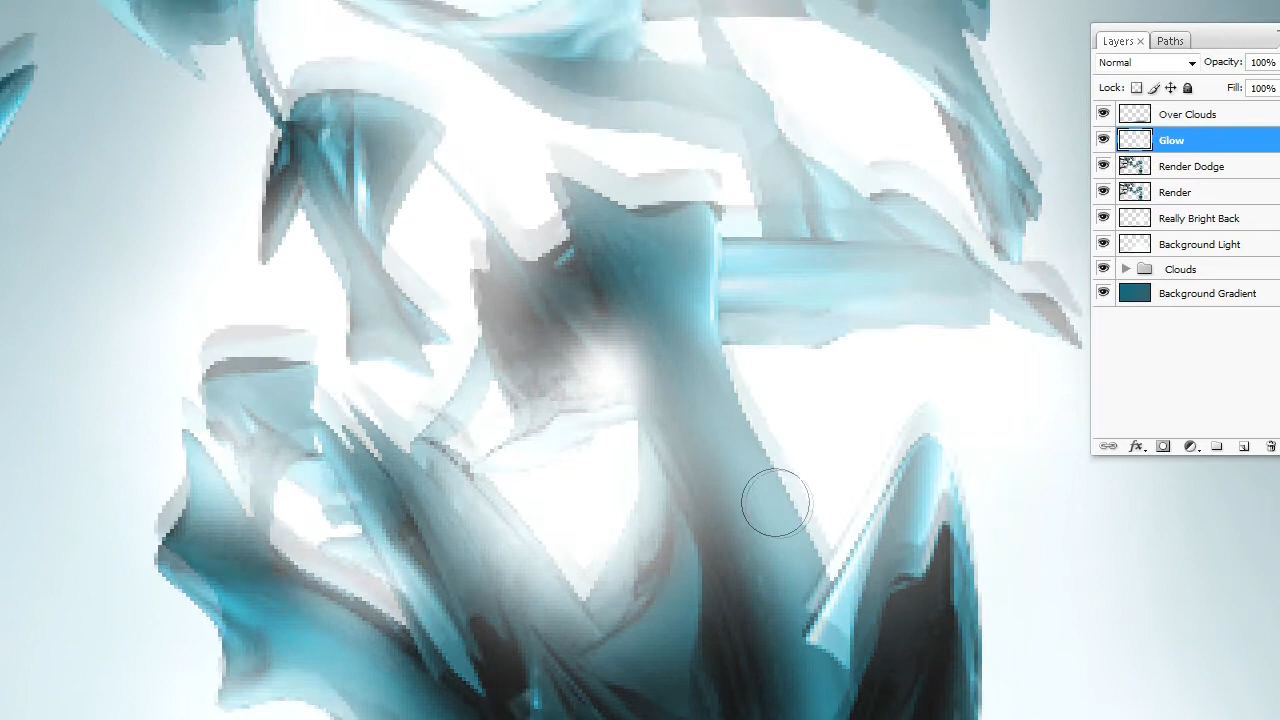 Layers × Paths
Normal Opacity: 100%
Lock: Fill: 100%
Over Clouds
Glow
Render Dodge
Render
Really Bright Back
Background Light
Clouds
Background Gradient
fx.